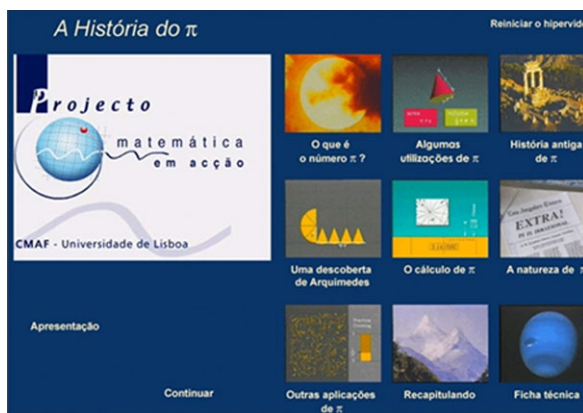 A História do π
Reiniciar o hipervídeo
Projecto
matemática
em acção
CMAF - Universidade de Lisboa
O que é
o número π ?
Algumas
utilizações de π
História antiga
de π
EXTRA!
Uma descoberta
de Arquimedes
O cálculo de π
A natureza de π
Apresentação
Continuar
Outras aplicações
de π
Recapitulando
Ficha técnica